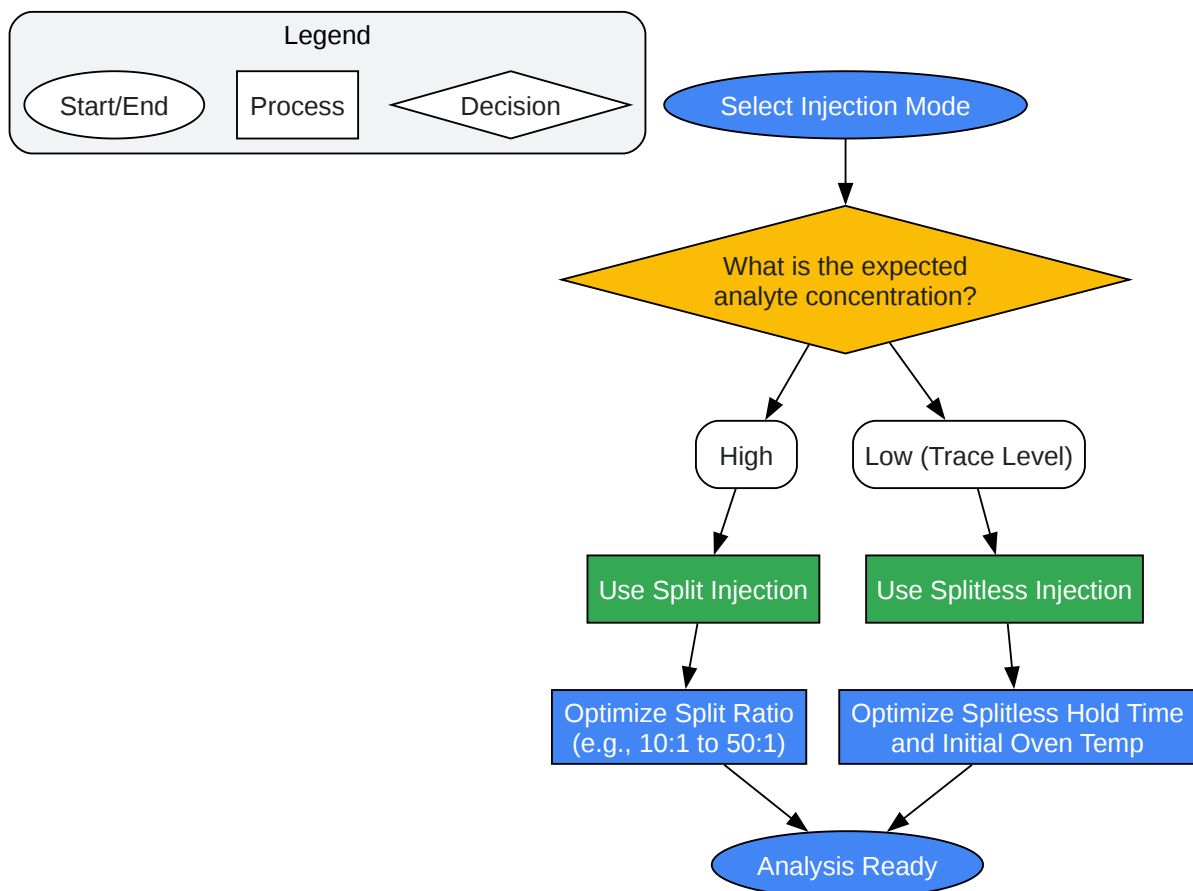 Legend
Start/End
Process
Decision
Select Injection Mode
What is the expected
analyte concentration?
High
Low (Trace Level)
Use Split Injection
Use Splitless Injection
Optimize Split Ratio
(e.g., 10:1 to 50:1)
Optimize Splitless Hold Time
and Initial Oven Temp
Analysis Ready